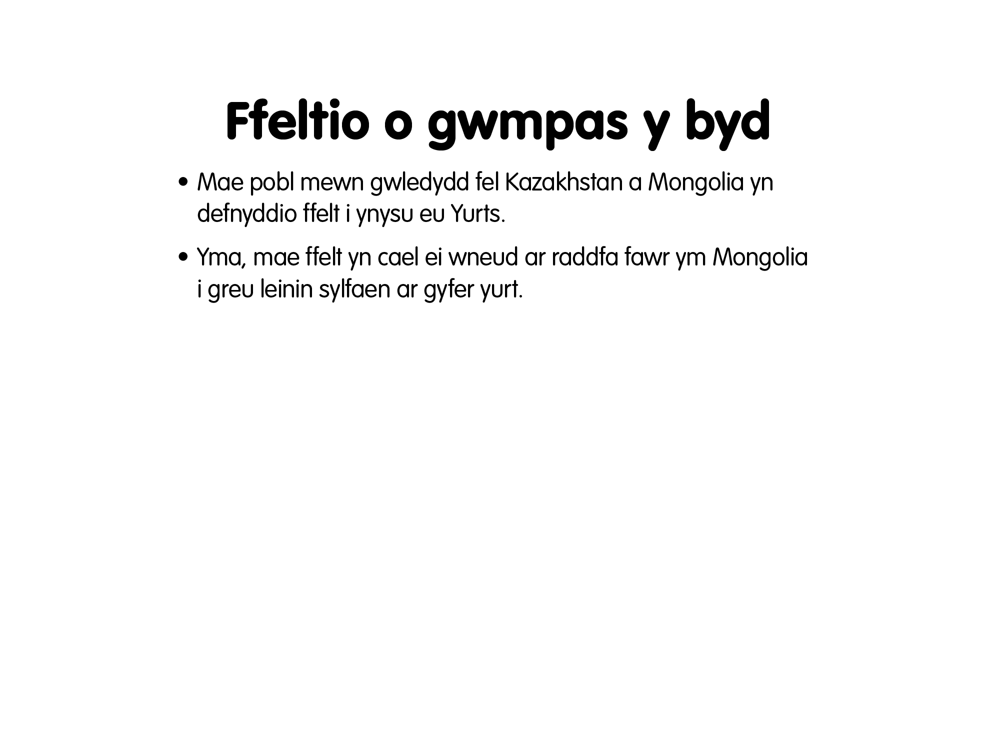 Ffeltio o gwmpas y byd
• Mae pobl mewn gwledydd fel Kazakhstan a Mongolia yn
defnyddio ffelt i ynysu eu Yurts.
• Yma, mae ffelt yn cael ei wneud ar raddfa fawr ym Mongolia
i greu leinin sylfaen ar gyfer yurt.